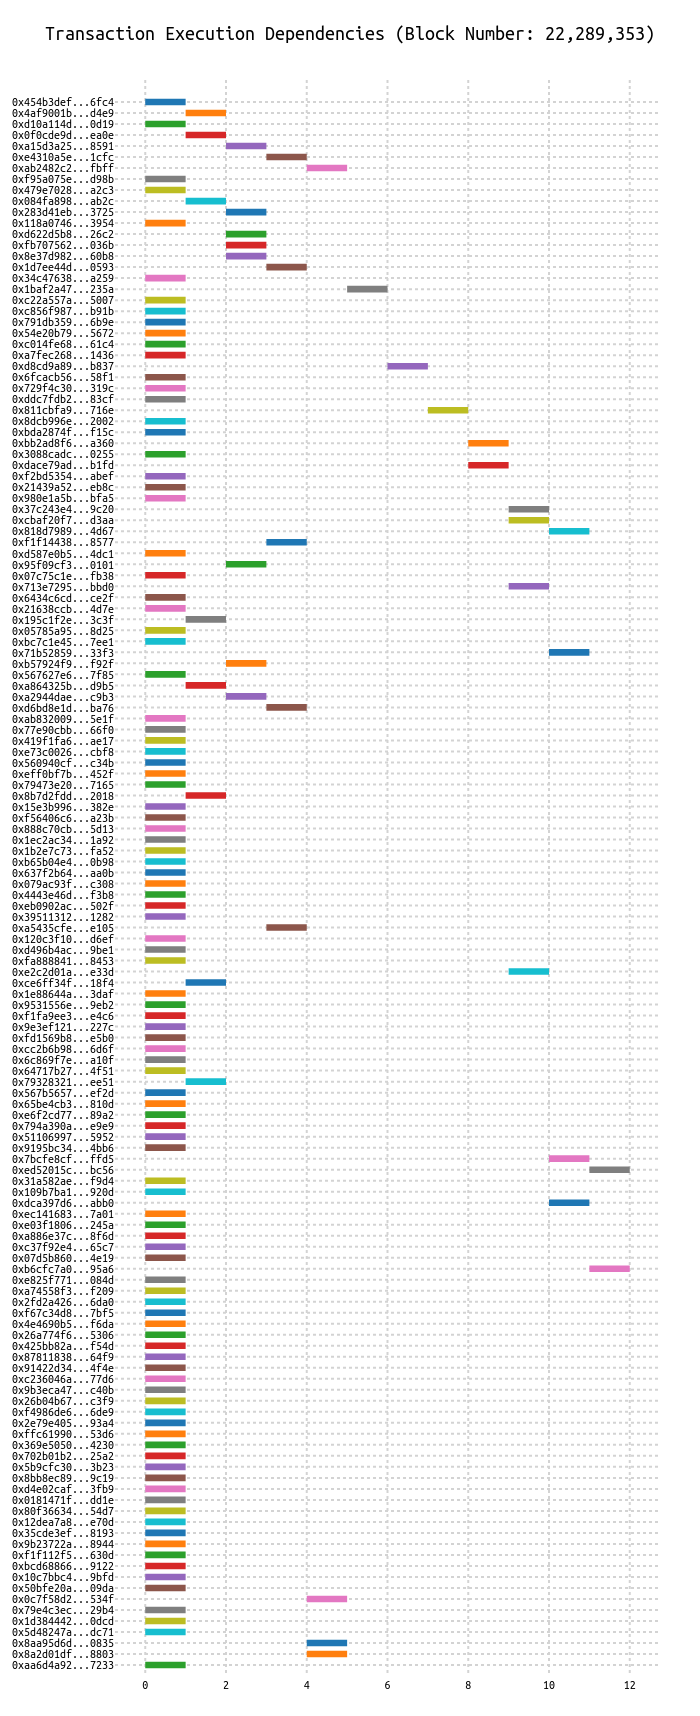 Transaction Execution Dependencies (Block Number: 22,289,353)
0x454b3def...6fc4
0x4af9001b...d4e9
0xd10a114d...0d19
0x0f0cde9d...ea0e
0xa15d3a25...8591
0xe4310a5e...1cfc
0xab2482c2...fbff
0xf95a075e...d98b
0x479e7028...a2c3
0x084fa898...ab2c
0x283d41eb...3725
0x118a0746...3954
0xd622d5b8...26c2
0xfb707562...036b
0x8e37d982...60b8
0x1d7ee44d...0593
0x34c47638...a259
0x1baf2a47...235a
0xc22a557a...5007
0xc856f987...b91b
0x791db359...6b9e
0x54e20b79...5672
0xc014fe68...61c4
0xa7fec268...1436
0xd8cd9a89...b837
0x6fcacb56...58f1
0x729f4c30...319c
0xddc7fdb2...83cf
0x811cbfa9...716e
0x8dcb996e...2002
0xbda2874f...f15c
0xbb2ad8f6...a360
0x3088cadc...0255
0xdace79ad...b1fd
0xf2bd5354...abef
0x21439a52...eb8c
0x980e1a5b...bfa5
0x37c243e4...9c20
0xcbaf20f7...d3aa
0x818d7989...4d67
0xf1f14438...8577
0xd587e0b5...4dc1
0x95f09cf3...0101
0x07c75c1e...fb38
0x713e7295...bbd0
0x6434c6cd...ce2f
0x21638ccb...4d7e
0x195c1f2e...3c3f
0x05785a95...8d25
0xbc7c1e45...7ee1
0x71b52859...33f3
0xb57924f9...f92f
0x567627e6...7f85
0xa864325b...d9b5
0xa2944dae...c9b3
0xd6bd8e1d...ba76
0xab832009...5e1f
0x77e90cbb...66f0
0x419f1fa6...ae17
0xe73c0026...cbf8
0x560940cf...c34b
0xeff0bf7b...452f
0x79473e20...7165
0x8b7d2fdd...2018
0x15e3b996...382e
0xf56406c6...a23b
0x888c70cb...5d13
0x1ec2ac34...1a92
0x1b2e7c73...fa52
0xb65b04e4...0b98
0x637f2b64...aa0b
0x079ac93f...c308
0x4443e46d...f3b8
0xeb0902ac...502f
0x39511312...1282
0xa5435cfe...e105
0x120c3f10...d6ef
0xd496b4ac...9be1
0xfa888841...8453
0xe2c2d01a...e33d
0xce6ff34f...18f4
0x1e88644a...3daf
0x9531556e...9eb2
0xf1fa9ee3...e4c6
0x9e3ef121...227c
0xfd1569b8...e5b0
0xcc2b6b98...6d6f
0x6c869f7e...a10f
0x64717b27...4f51
0x79328321...ee51
0x567b5657...ef2d
0x65be4cb3...810d
0xe6f2cd77...89a2
0x794a390a...e9e9
0x51106997...5952
0x9195bc34...4bb6
0x7bcfe8cf...ffd5
0xed52015c...bc56
0x31a582ae...f9d4
0x109b7ba1...920d
0xdca397d6...abb0
0xec141683...7a01
0xe03f1806...245a
0xa886e37c...8f6d
0xc37f92e4...65c7
0x07d5b860...4e19
0xb6cfc7a0...95a6
0xe825f771...084d
0xa74558f3...f209
0x2fd2a426...6da0
0xf67c34d8...7bf5
0x4e4690b5...f6da
0x26a774f6...5306
0x425bb82a...f54d
0x87811838...64f9
0x91422d34...4f4e
0xc236046a...77d6
0x9b3eca47...c40b
0x26b04b67...c3f9
0xf4986de6...6de9
0x2e79e405...93a4
0xffc61990...53d6
0x369e5050...4230
0x702b01b2...25a2
0x5b9cfc30...3b23
0x8bb8ec89...9c19
0xd4e02caf...3fb9
0x0181471f...dd1e
0x80f36634...54d7
0x12dea7a8...e70d
0x35cde3ef...8193
0x9b23722a...8944
0xf1f112f5...630d
0xbcd68866...9122
0x10c7bbc4...9bfd
0x50bfe20a...09da
0x0c7f58d2...534f
0x79e4c3ec...29b4
0x1d384442...0dcd
0x5d48247a...dc71
0x8aa95d6d...0835
0x8a2d01df...8803
0xaa6d4a92...7233
0 2 4 6 8 10 12